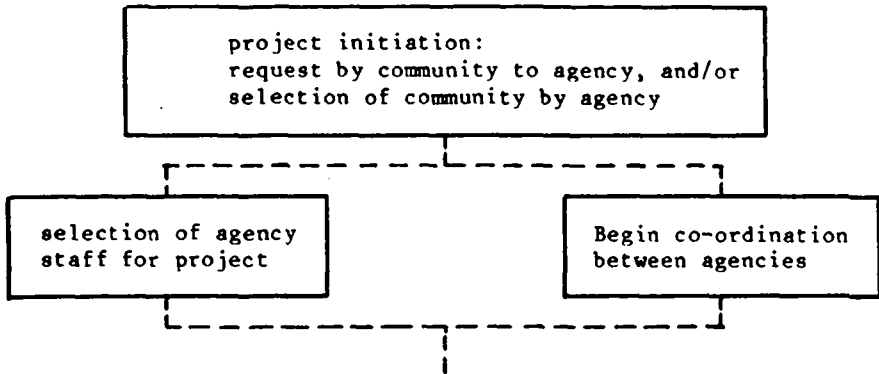 project initiation:
request by community to agency, and/or
selection of community by agency
selection of agency
staff for project
Begin co-ordination
between agencies